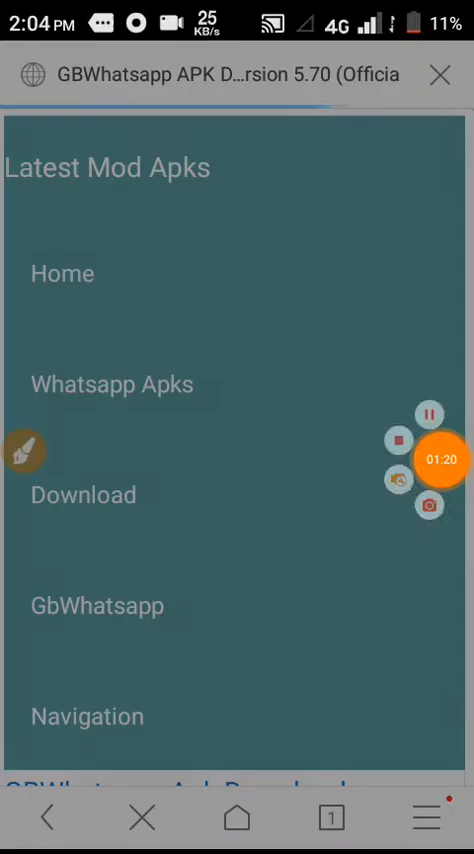 2:04 PM
25
KB/s
4G
11%
GBWhatsapp APK D...rsion 5.70 (Officia
Latest Mod Apks
Home
Whatsapp Apks
01:20
Download
GbWhatsapp
Navigation
1